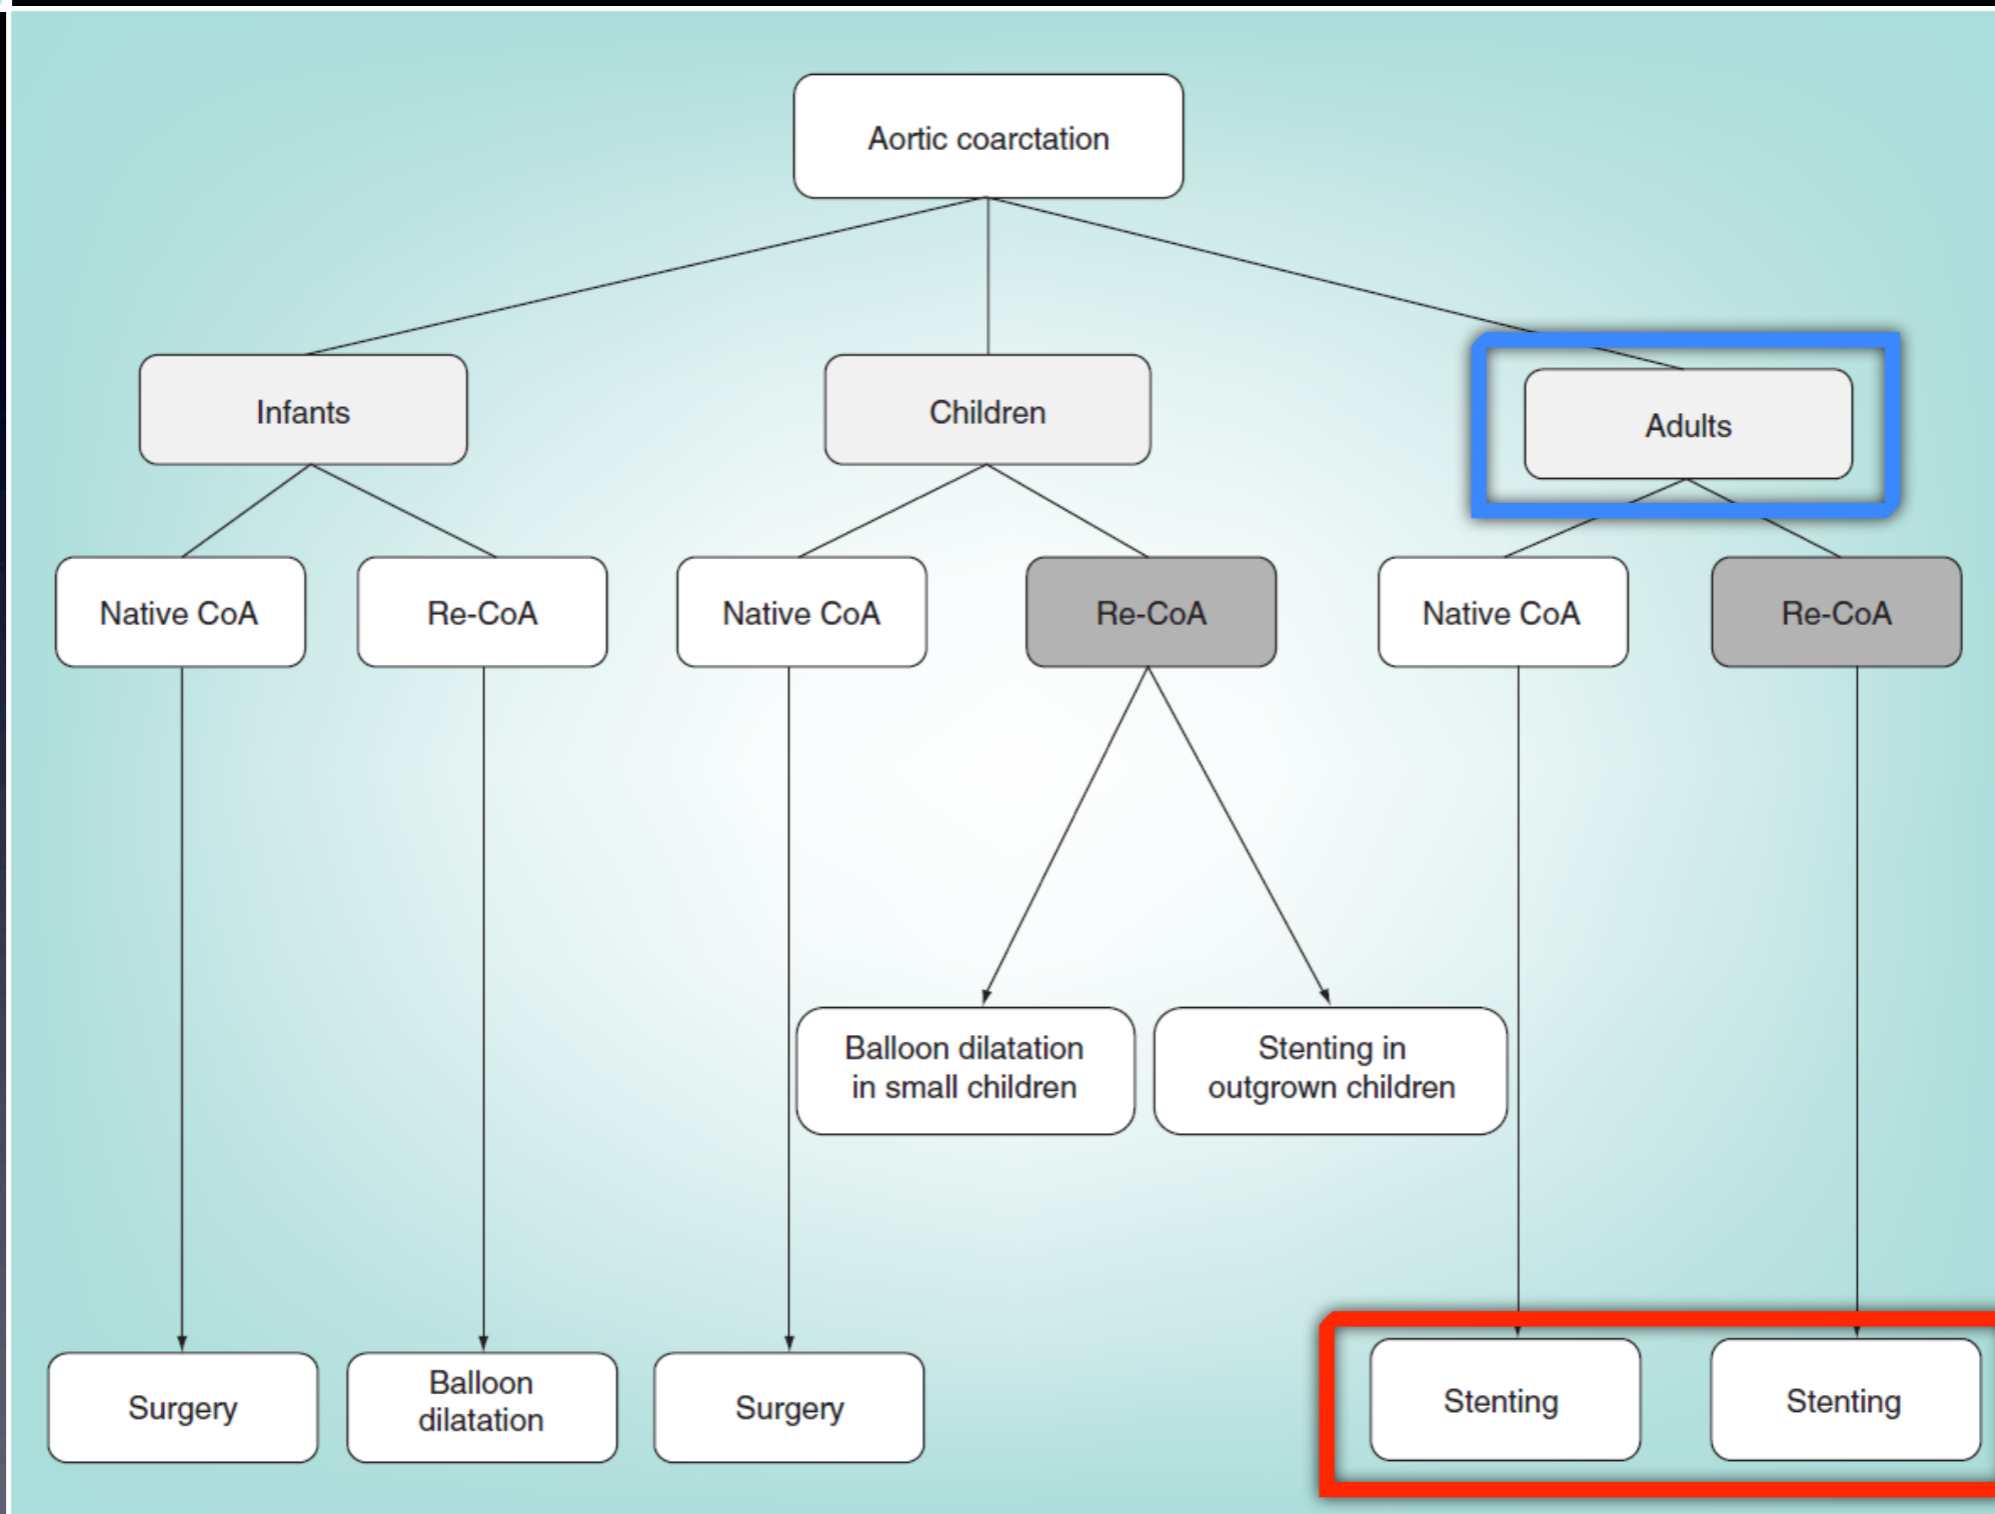 Aortic coarctation
Infants
Children
Adults
Native CoA
Re-CoA
Native CoA
Re-CoA
Native CoA
Re-CoA
Balloon dilatation
in small children
Stenting in
outgrown children
Surgery
Balloon
dilatation
Surgery
Stenting
Stenting